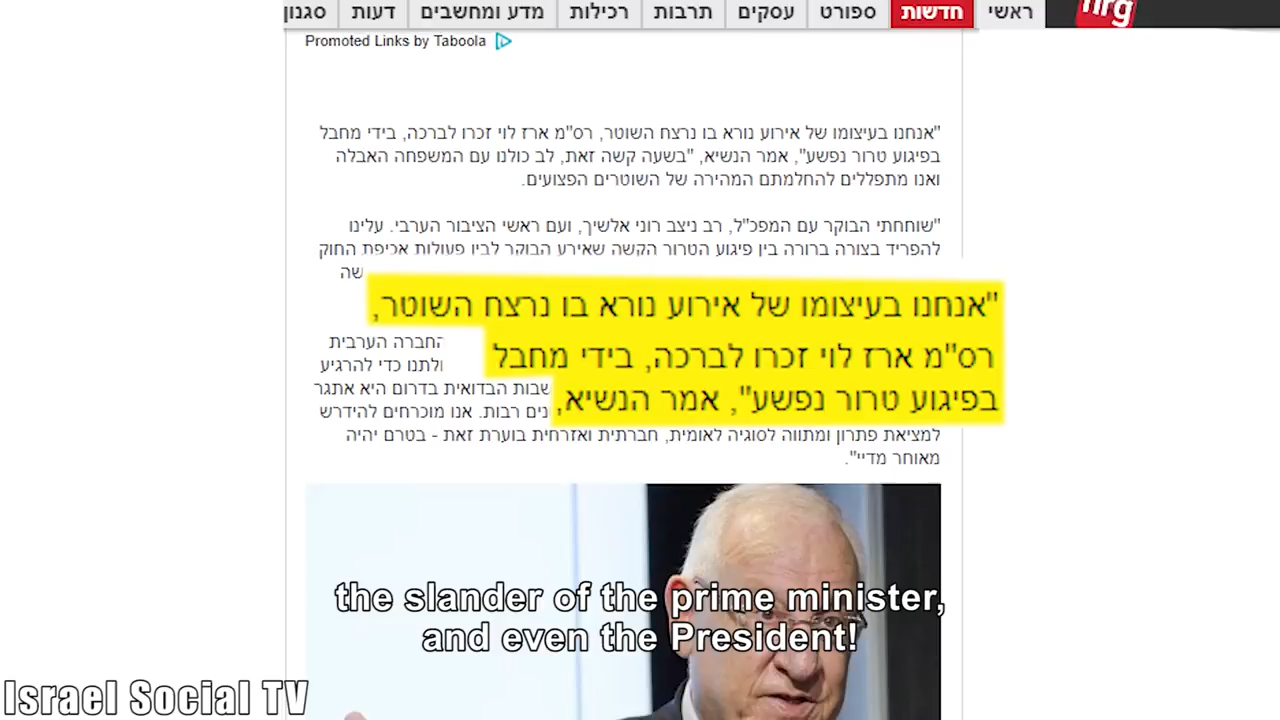 ראשי חדשות ספורט עסקים תרבות רכילות מדע ומחשבים דעות סגנון
nrg
Promoted Links by Taboola
"אנחנו בעיצומו של אירוע נורא בו נרצח השוטר, רס"מ ארז לוי זכרו לברכה, בידי מחבל
בפיגוע טרור נפשע", אמר הנשיא, "בשעה קשה זאת, לב כולנו עם המשפחה האבלה
ואנו מתפללים להחלמתם המהירה של השוטרים הפצועים.
"שוחחתי הבוקר עם המפכ"ל, רב ניצב רוני אלשיך, ועם ראשי הציבור הערבי. עלינו
להפריד בצורה ברורה בין פיגוע הטרור הקשה שאירע הבוקר לבין פעולות אכיפת החוק
שה
"אנחנו בעיצומו של אירוע נורא בו נרצח השוטר,
רס"מ ארז לוי זכרו לברכה, בידי מחבל
בפיגוע טרור נפשע", אמר הנשיא,
החברה הערבית
ולתנו כדי להרגיע
שבות הבדואית בדרום היא אתגר
נים רבות. אנו מוכרחים להידרש
למציאת פתרון ומתווה לסוגיה לאומית, חברתית ואזרחית בוערת זאת - בטרם יהיה
מאוחר מדיי".
the slander of the prime minister,
and even the President!
Israel Social TV